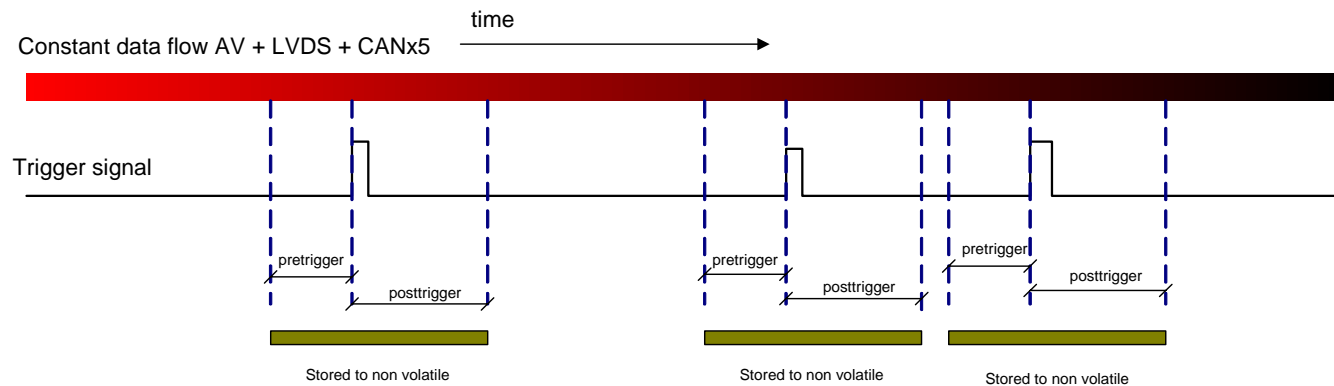 time
Constant data flow AV + LVDS + CANx5
Trigger signal
pretrigger
posttrigger
pretrigger
posttrigger
pretrigger
posttrigger
Stored to non volatile
Stored to non volatile
Stored to non volatile